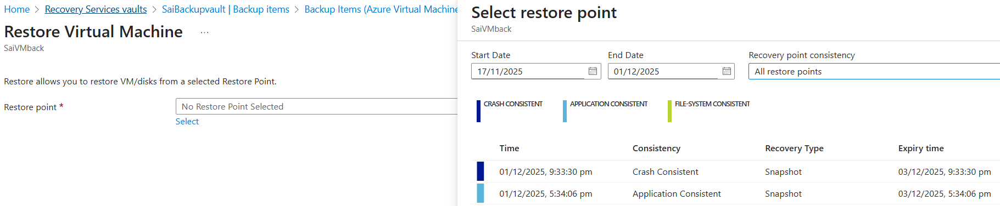 Home > Recovery Services vaults > SaiBackupvault | Backup items > Backup Items (Azure Virtual Machine
Restore Virtual Machine ...
SaiVMback
Restore allows you to restore VM/disks from a selected Restore Point.
Restore point *
No Restore Point Selected
Select
Select restore point
SaiVMback
Start Date End Date Recovery point consistency
17/11/2025 01/12/2025 All restore points
CRASH CONSISTENT APPLICATION CONSISTENT FILE-SYSTEM CONSISTENT
Time Consistency Recovery Type Expiry time
01/12/2025, 9:33:30 pm Crash Consistent Snapshot 03/12/2025, 9:33:30 pm
01/12/2025, 5:34:06 pm Application Consistent Snapshot 03/12/2025, 5:34:06 pm